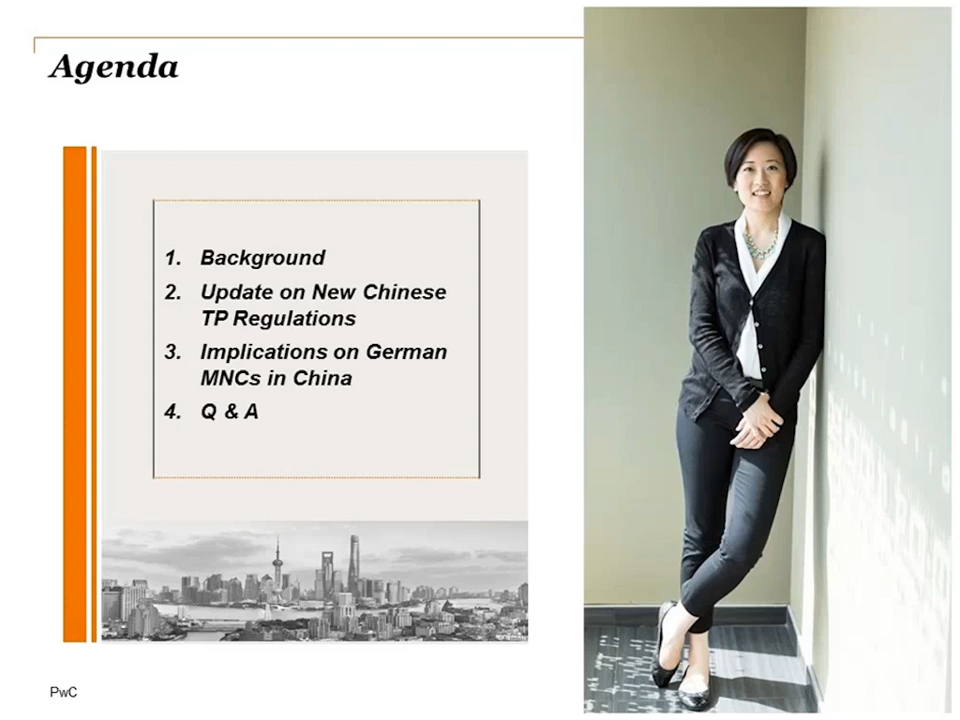 Agenda
1. Background
2. Update on New Chinese
TP Regulations
3. Implications on German
MNCs in China
4. Q & A
PwC